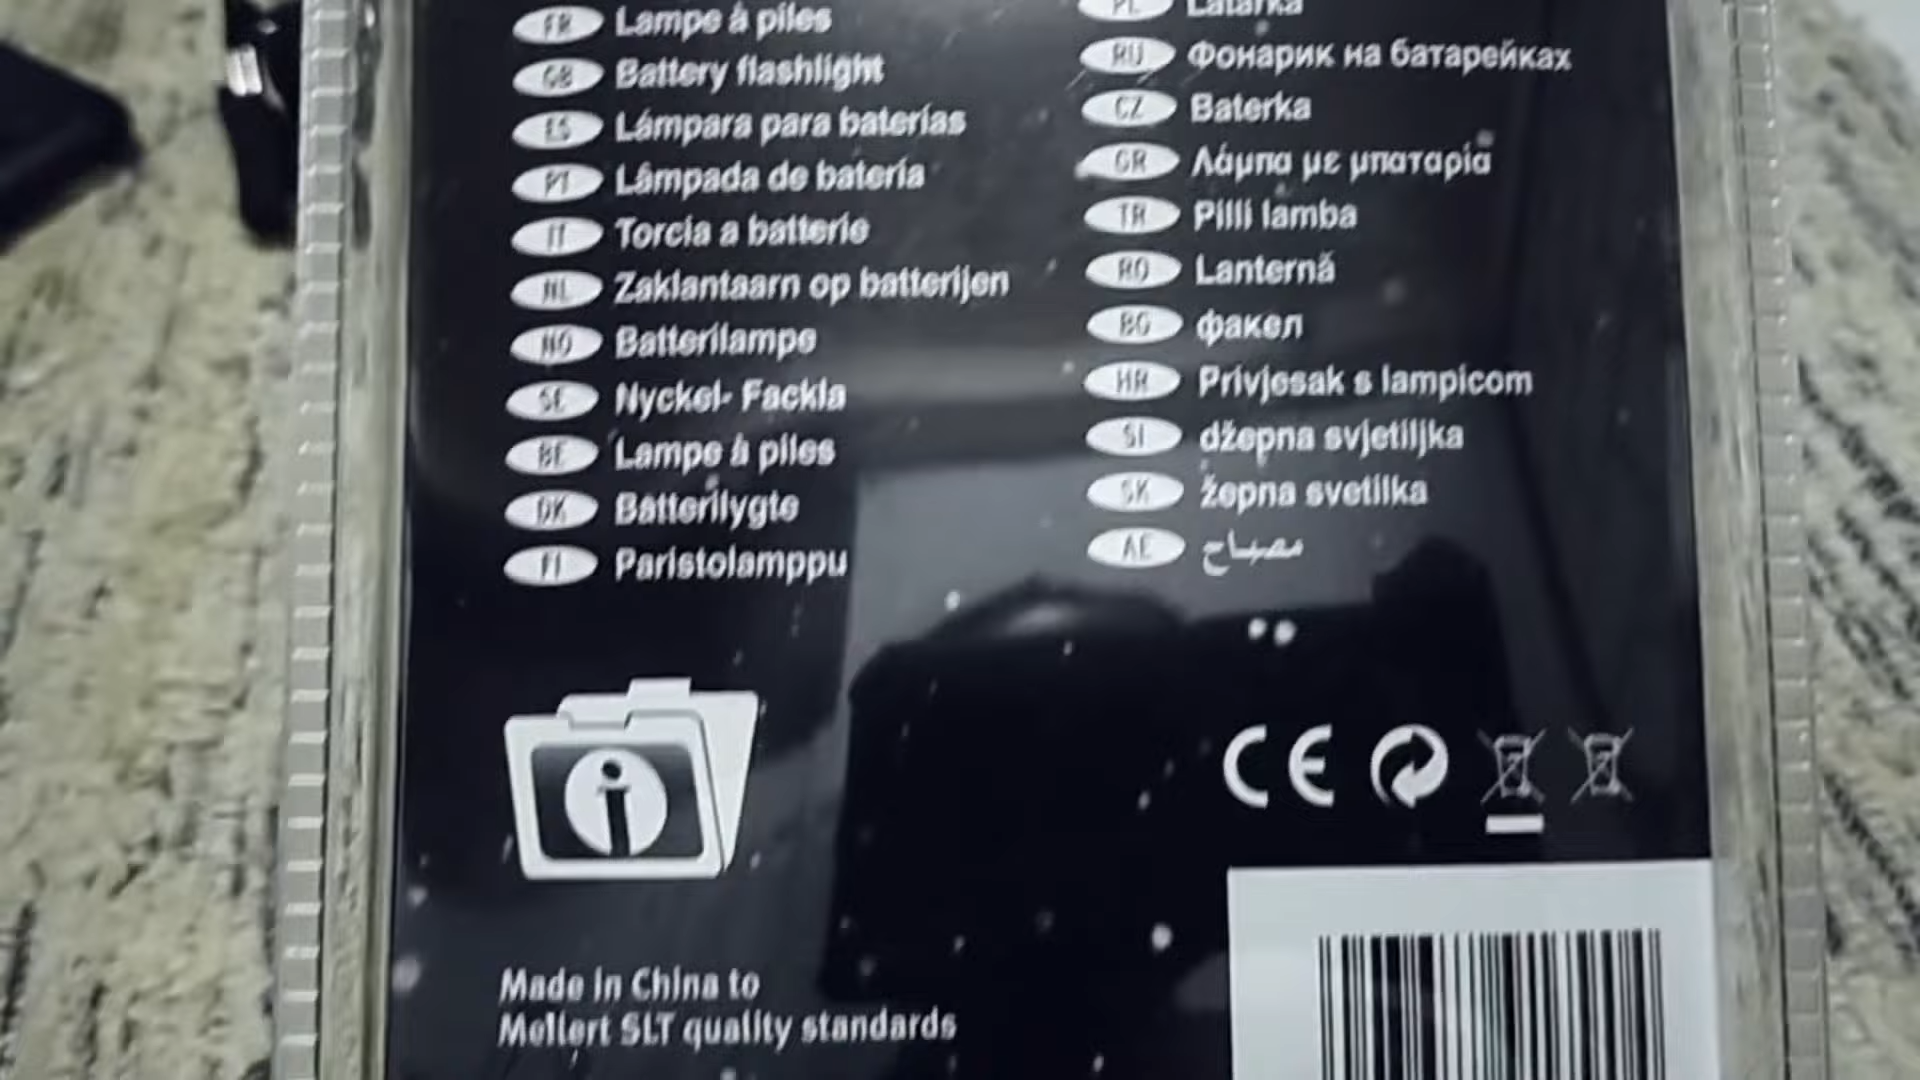 FR Lampe à piles
GB Battery flashlight
ES Lámpara para baterías
PT Lâmpada de bateria
IT Torcia a batterie
NL Zaklantaarn op batterijen
NO Batterilampe
SE Nyckel- Fackla
BE Lampe à piles
DK Batterilygte
FI Paristolamppu
PL Latarka
RU Фонарик на батарейках
CZ Baterka
GR Λάμπα με μπαταρία
TR Pilli lamba
RO Lanternă
BG факел
HR Privjesak s lampicom
SI džepna svjetiljka
SK žepna svetilka
AE مصباح
i
CE
Made in China to
Mellert SLT quality standards